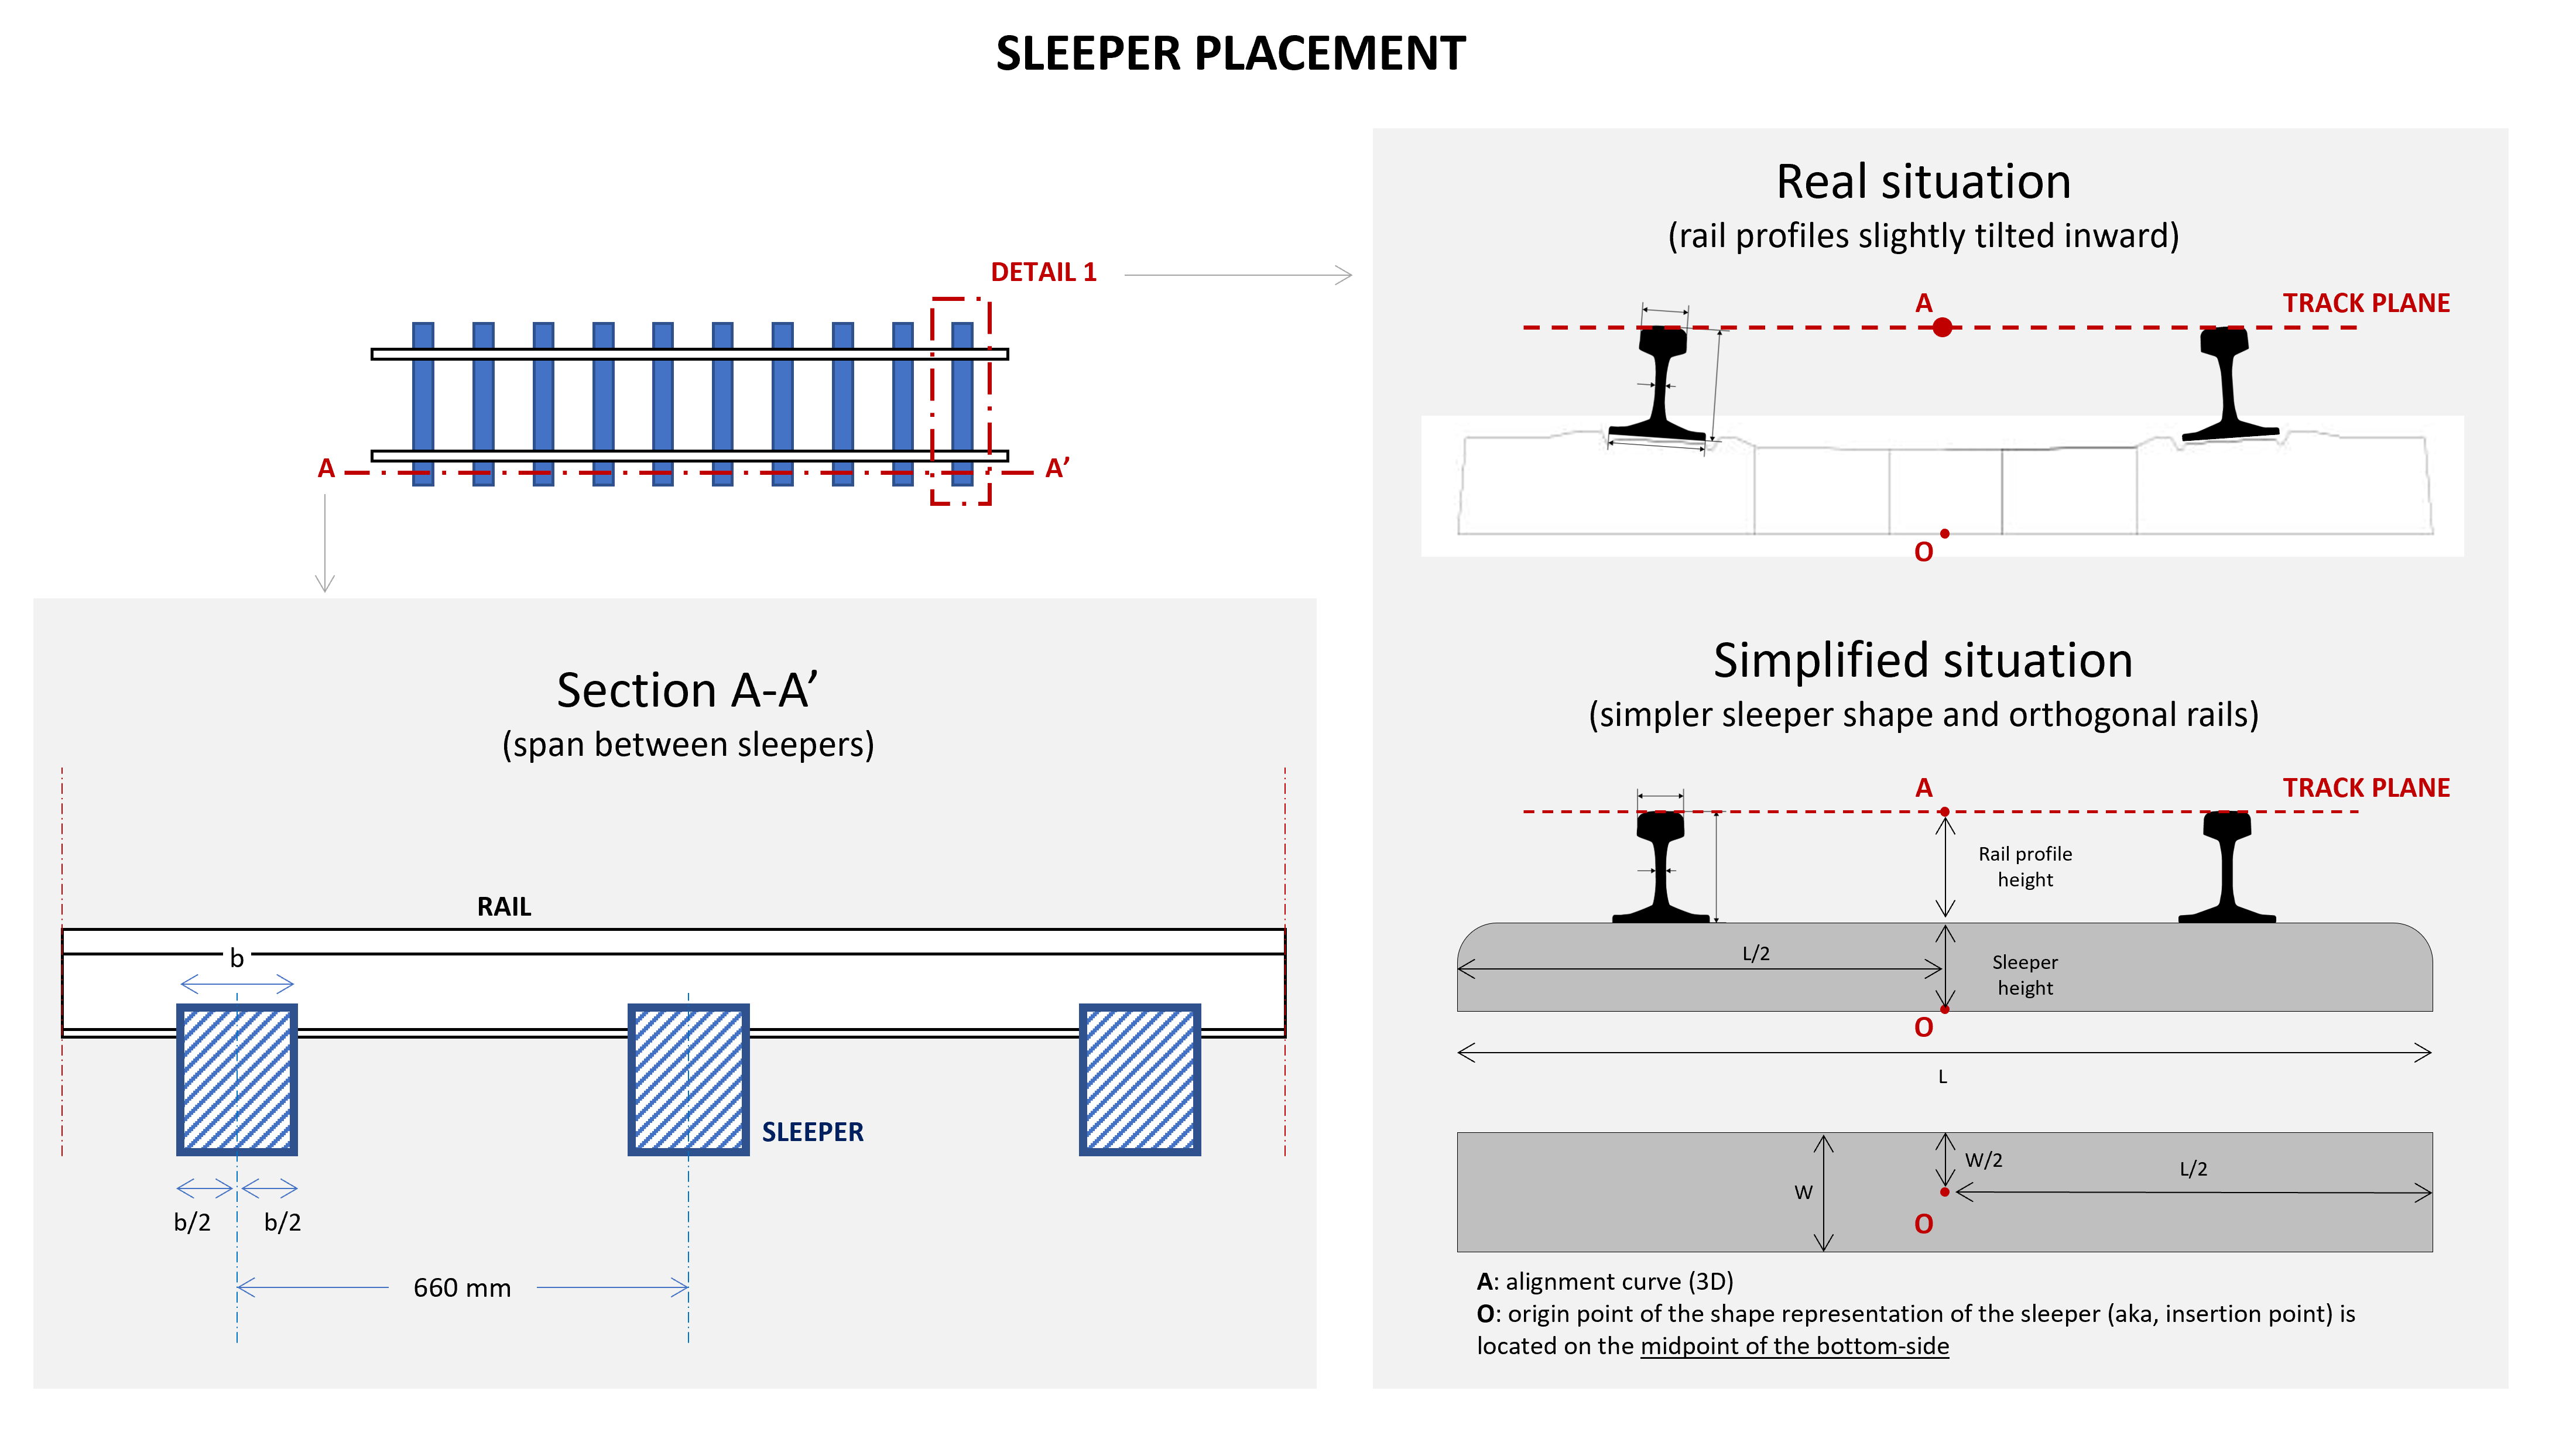 SLEEPER PLACEMENT
DETAIL 1
A
A’
Section A-A’
(span between sleepers)
RAIL
b
SLEEPER
b/2
b/2
660 mm
Real situation
(rail profiles slightly tilted inward)
A
TRACK PLANE
O
Simplified situation
(simpler sleeper shape and orthogonal rails)
A
TRACK PLANE
Rail profile
height
L/2
Sleeper
height
O
L
W/2
L/2
W
O
A: alignment curve (3D)
O: origin point of the shape representation of the sleeper (aka, insertion point) is
located on the midpoint of the bottom-side